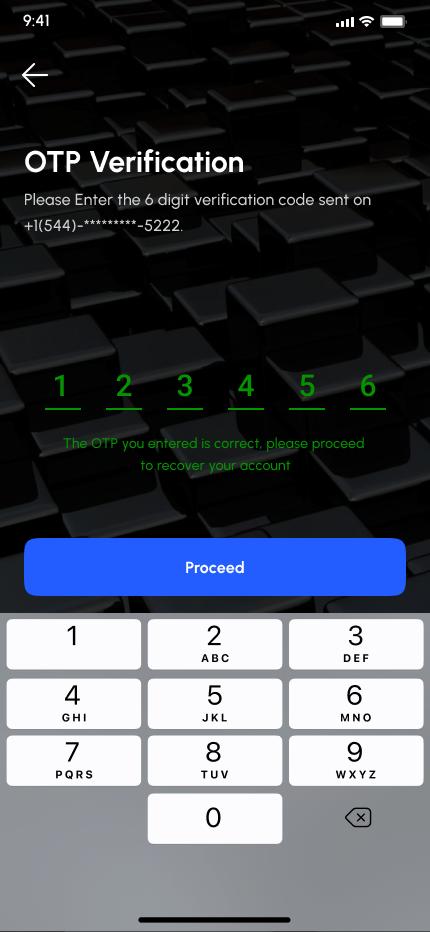 9:41
OTP Verification
Please Enter the 6 digit verification code sent on
+1(544)-*********-5222.
1 2 3 4 5 6
The OTP you entered is correct, please proceed
to recover your account
Proceed
1 2 3
ABC DEF
4 5 6
GHI JKL MNO
7 8 9
PQRS TUV WXYZ
0